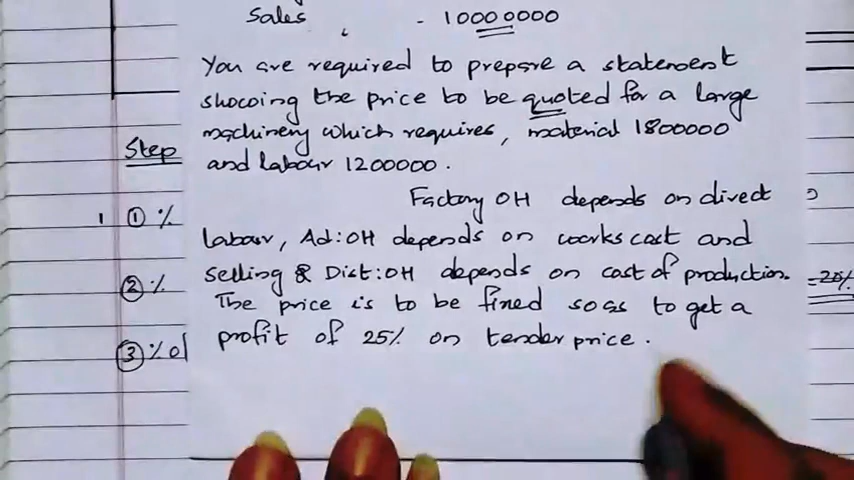 Sales - 10000000
You are required to prepare a statement
showing the price to be quoted for a large
machinery which requires, material 1800000
and labour 1200000.
Factory OH depends on direct
labour, Ad:OH depends on works cost and
selling & Dist:OH depends on cost of production.
The price is to be fixed so as to get a
profit of 25% on tender price.
Step
1 ① %
② %
③ % of
= 20%